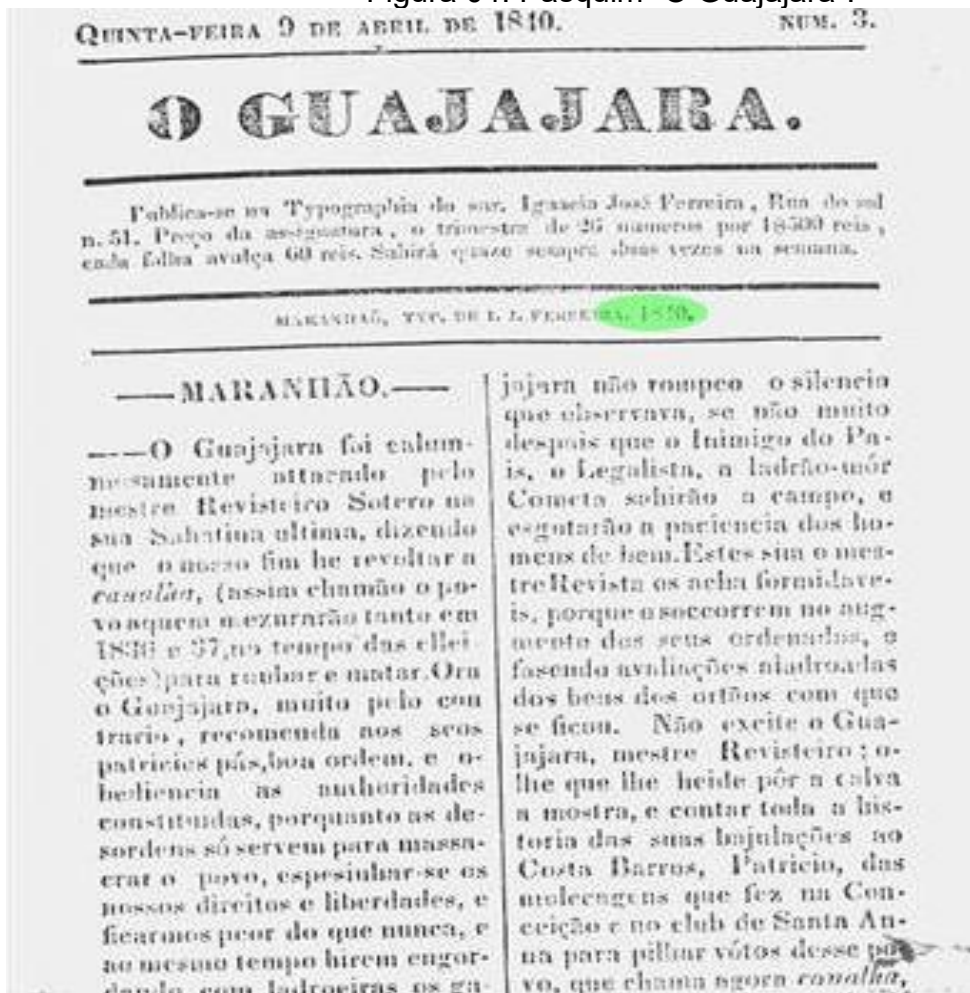 QUINTA-FEIRA 9 DE ABRIL DE 1840. NUM. 3.
O GUAJAJARA.
Publica-se na Typographia do snr. Ignacio José Ferreira, Rua do sol
n. 51. Preço da assignatura, o trimestre de 26 numeros por 1$500 reis,
cada folha avulça 60 reis. Sahirá quaze sempre duas vezes na semana.
MARANHAÕ, TYP. DE I. J. FERREIRA. 1840.
——MARANHÃO.——
——O Guajajara foi calum-
niosamente attacado pelo
mestre Revisteiro Sotero na
sua Sabatina ultima, dizendo
que o nosso fim he revoltar a
canalha, (assim chamão o po-
vo aquem mezurarão tanto em
1836 e 37, no tempo das ellei-
ções) para roubar e matar. Ora
o Guajajara, muito pelo con
trario, recomenda aos seos
patricios pás, boa ordem, e o-
bediencia as authoridades
constituidas, porquanto as de-
sordens só servem para massa-
crar o povo, espesinhar-se os
nossos direitos e liberdades, e
ficarmos peor do que nunca, e
ao mesmo tempo hirem engor-
dando com ladroeiras os ga-
jajara não rompeo o silencio
que observava, se não muito
despois que o Inimigo do Pa-
is, o Legalista, a ladrão-mór
Cometa sahirão a campo, e
esgotarão a paciencia dos ho-
mens de bem. Estes sua o mes-
tre Revista os acha formidave-
is, porque o soccorrem no aug-
mento dos seus ordenados, e
fasendo avaliações aladroadas
dos bens dos orfãos com que
se ficou. Não excite o Gua-
jajara, mestre Revisteiro; o-
lhe que lhe heide pôr a calva
a mostra, e contar toda a his-
toria das suas bajulações ao
Costa Barros, Patricio, das
molecagens que fez na Con-
ceição e no club de Santa An-
na para pilhar vótos desse po-
vo, que chama agora canalha,